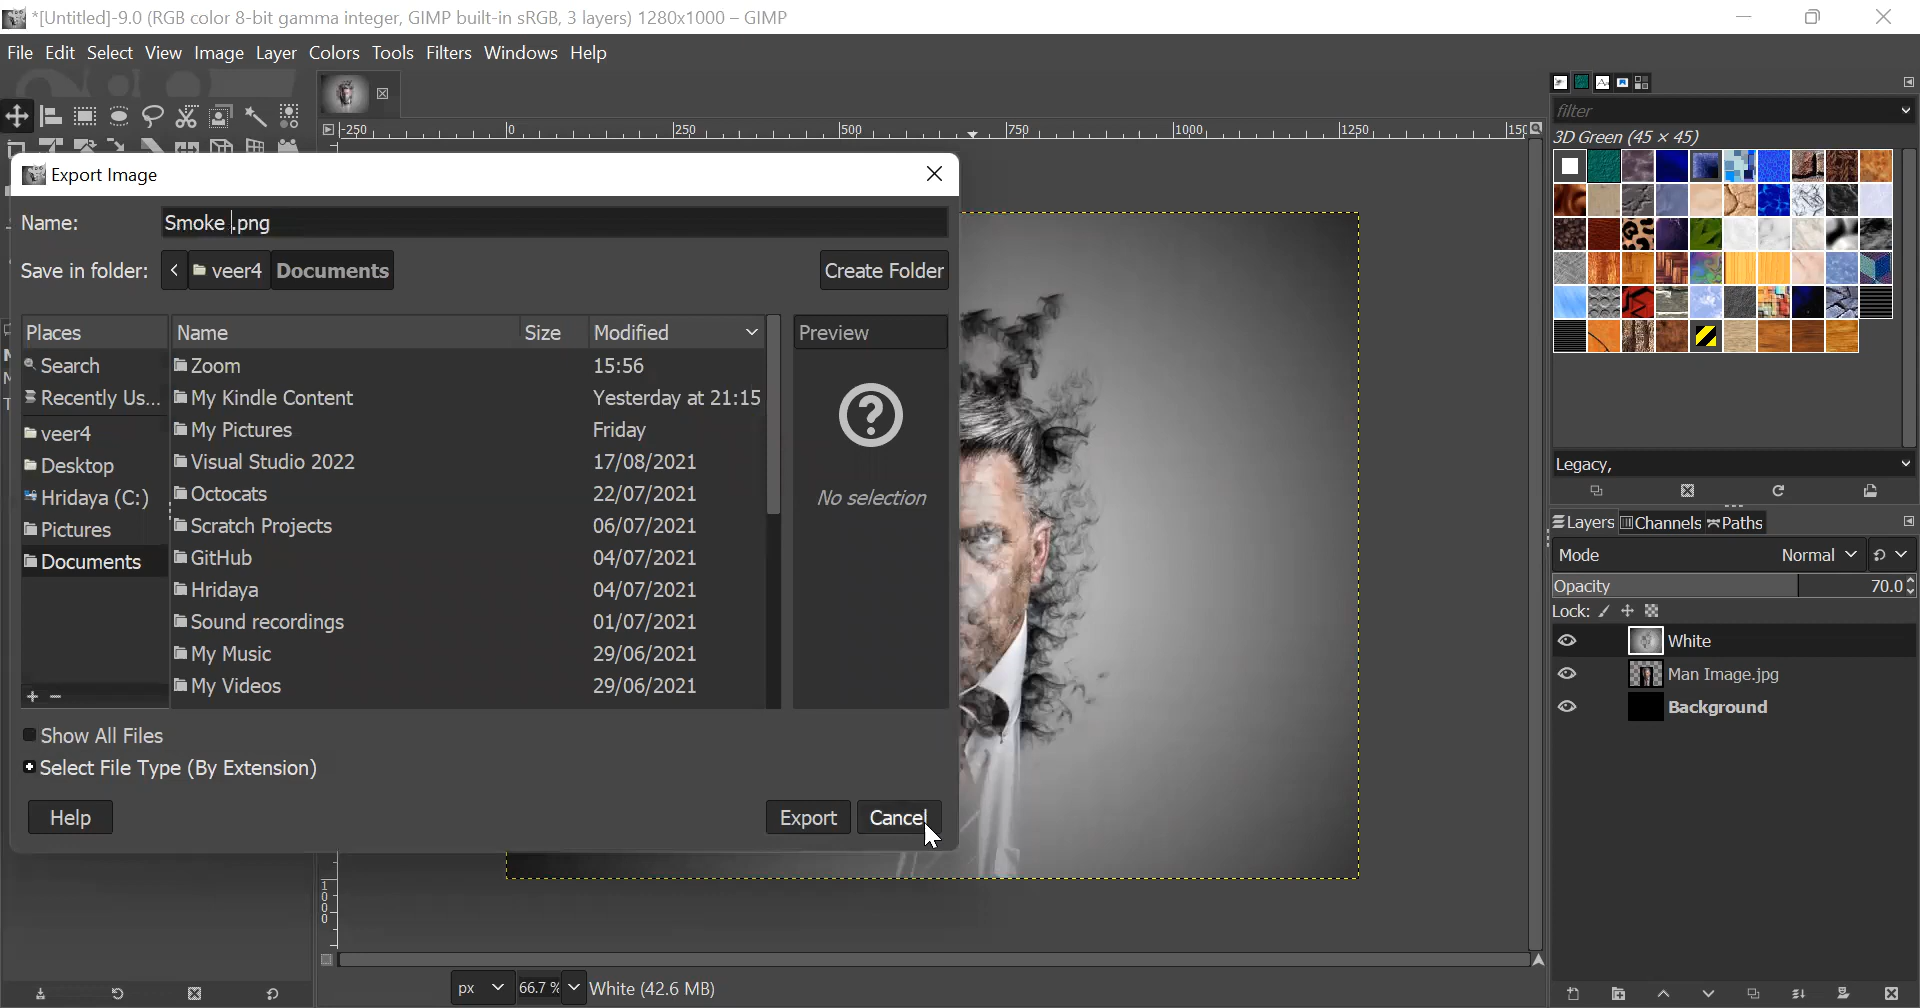 *[Untitled]-9.0 (RGB color 8-bit gamma integer, GIMP built-in sRGB, 3 layers) 1280x1000 – GIMP
File Edit Select View Image Layer Colors Tools Filters Windows Help
-250 0 250 500 750 1000 1250
filter
3D Green (45 × 45)
Export Image
Name: Smoke .png
Save in folder: veer4 Documents Create Folder
Places Name Size Modified Preview
Search Zoom 15:56
Recently Us... My Kindle Content Yesterday at 21:15
veer4 My Pictures Friday
Desktop Visual Studio 2022 17/08/2021
Hridaya (C:) Octocats 22/07/2021 No selection
Pictures Scratch Projects 06/07/2021
Documents GitHub 04/07/2021
Hridaya 04/07/2021
Sound recordings 01/07/2021
My Music 29/06/2021
My Videos 29/06/2021
Show All Files
Select File Type (By Extension)
Help Export Cancel
Legacy,
Layers Channels Paths
Mode Normal
Opacity 70.0
Lock:
White
Man Image.jpg
Background
1000
px 66.7 % White (42.6 MB)